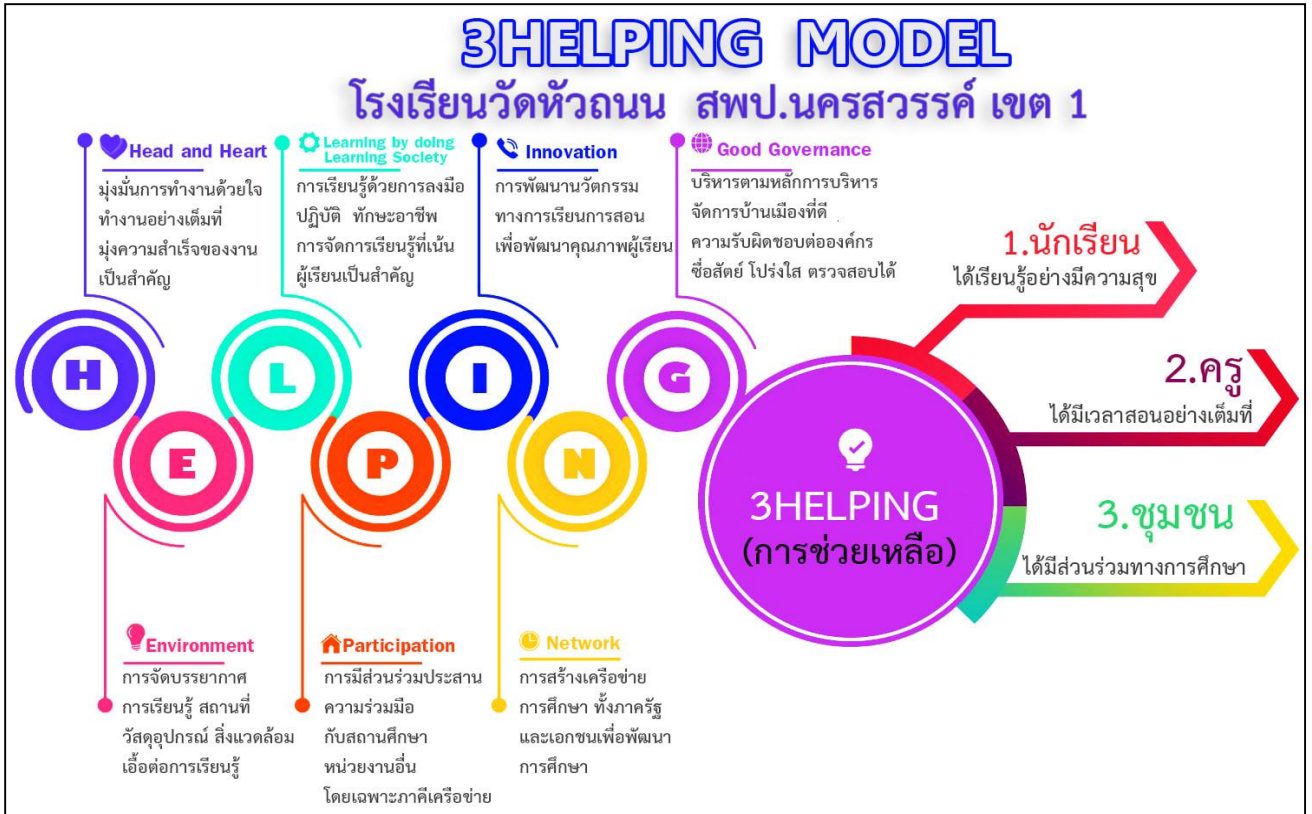 3HELPING MODEL
โรงเรียนวัดหัวถนน สพป.นครสวรรค์ เขต 1
Head and Heart
มุ่งมั่นการทำงานด้วยใจ
ทำงานอย่างเต็มที่
มุ่งความสำเร็จของงาน
เป็นสำคัญ
Learning by doing
Learning Society
การเรียนรู้ด้วยการลงมือ
ปฏิบัติ ทักษะอาชีพ
การจัดการเรียนรู้ที่เน้น
ผู้เรียนเป็นสำคัญ
Innovation
การพัฒนานวัตกรรม
ทางการเรียนการสอน
เพื่อพัฒนาคุณภาพผู้เรียน
Good Governance
บริหารตามหลักการบริหาร
จัดการบ้านเมืองที่ดี
ความรับผิดชอบต่อองค์กร
ซื่อสัตย์ โปร่งใส ตรวจสอบได้
H
E
L
P
I
N
G
Environment
การจัดบรรยากาศ
การเรียนรู้ สถานที่
วัสดุอุปกรณ์ สิ่งแวดล้อม
เอื้อต่อการเรียนรู้
Participation
การมีส่วนร่วมประสาน
ความร่วมมือ
กับสถานศึกษา
หน่วยงานอื่น
โดยเฉพาะภาคีเครือข่าย
Network
การสร้างเครือข่าย
การศึกษา ทั้งภาครัฐ
และเอกชนเพื่อพัฒนา
การศึกษา
3HELPING
(การช่วยเหลือ)
1.นักเรียน
ได้เรียนรู้อย่างมีความสุข
2.ครู
ได้มีเวลาสอนอย่างเต็มที่
3.ชุมชน
ได้มีส่วนร่วมทางการศึกษา